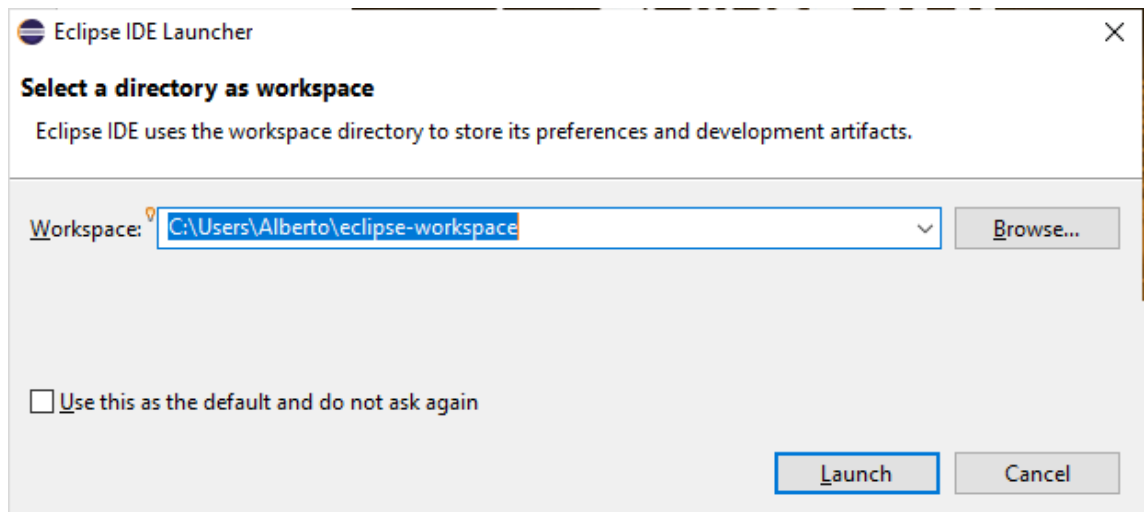 Eclipse IDE Launcher
Select a directory as workspace
Eclipse IDE uses the workspace directory to store its preferences and development artifacts.
Workspace: C:\Users\Alberto\eclipse-workspace Browse...
Use this as the default and do not ask again
Launch Cancel